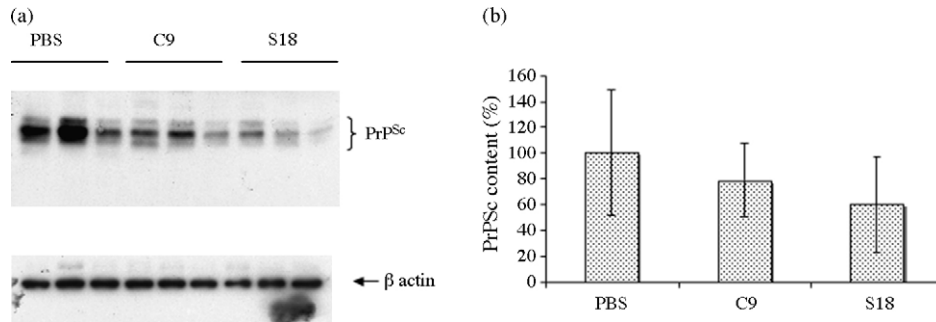 (a)
PBS C9 S18
PrPSc
β actin
(b)
PrPSc content (%)
160
140
120
100
80
60
40
20
0
PBS C9 S18